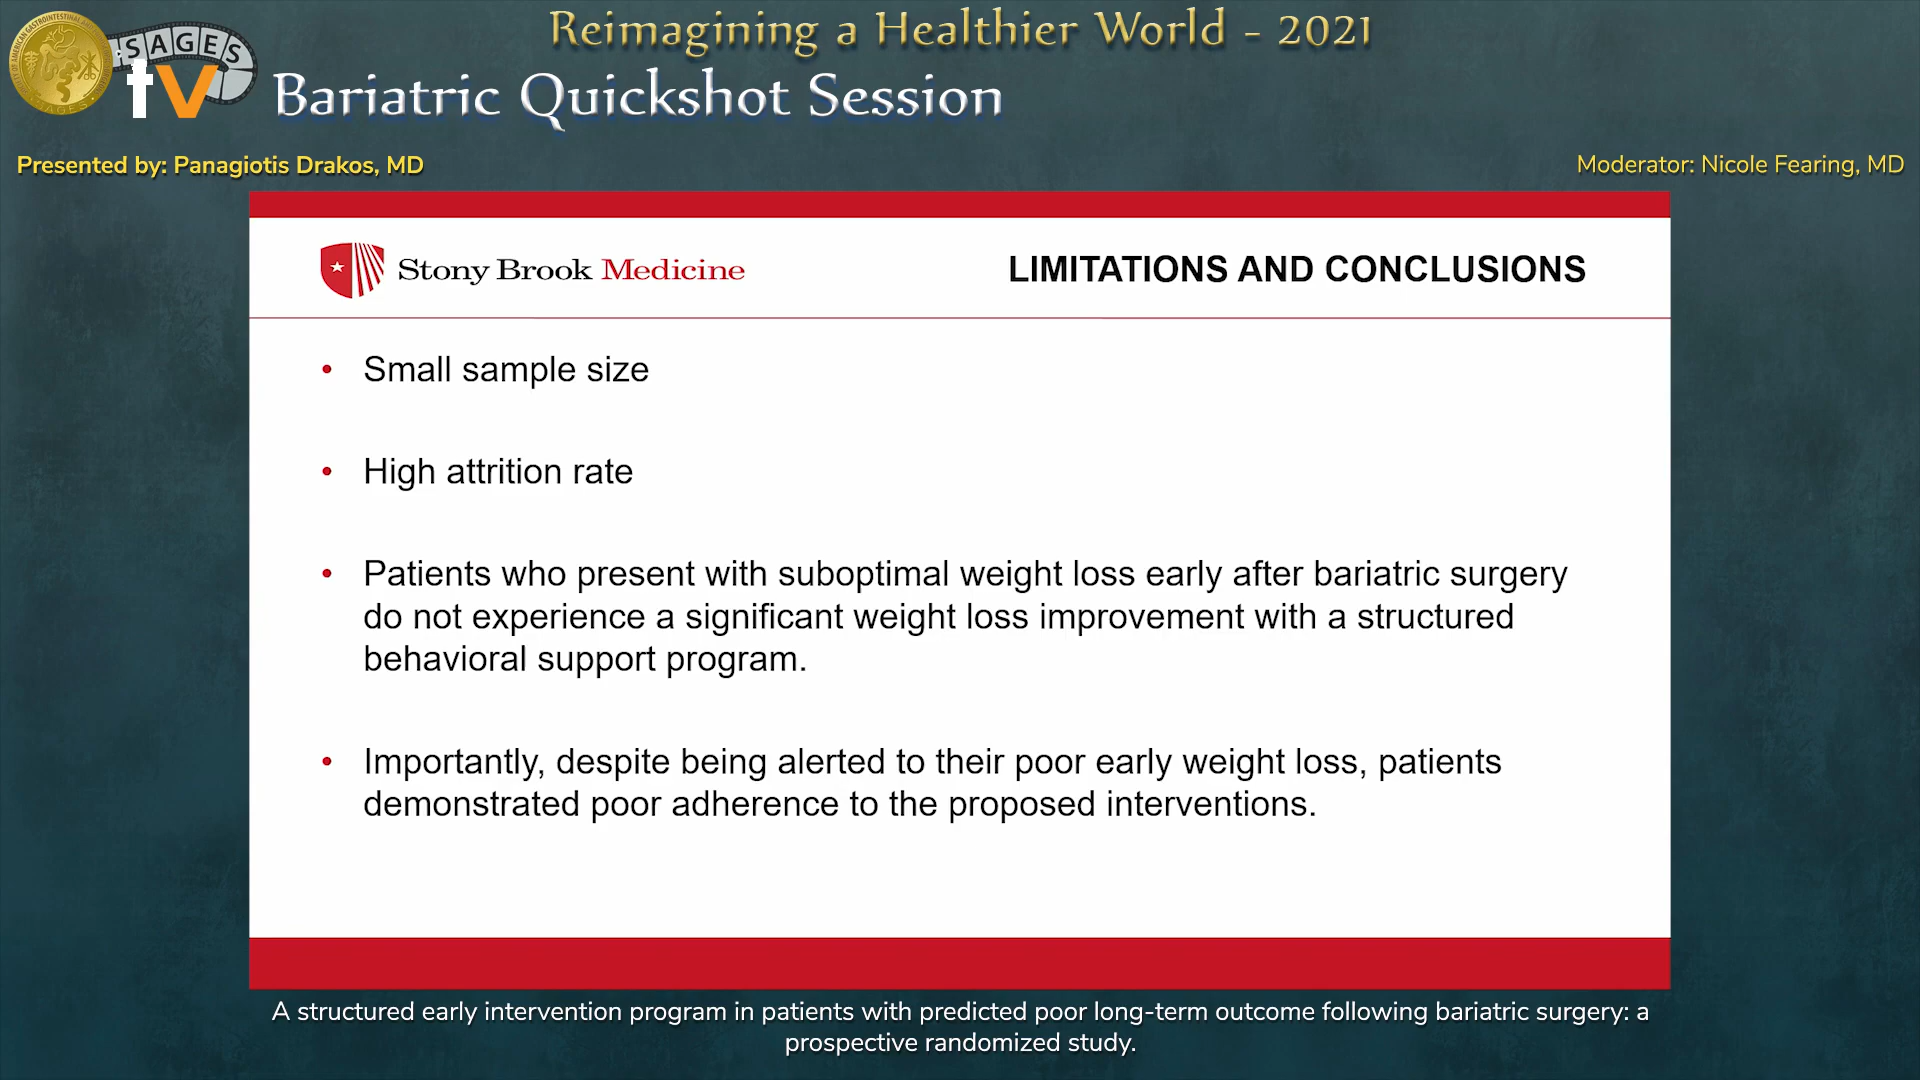 Reimagining a Healthier World - 2021
SAGES
tv
Bariatric Quickshot Session
Presented by: Panagiotis Drakos, MD
Moderator: Nicole Fearing, MD
Stony Brook Medicine
LIMITATIONS AND CONCLUSIONS
• Small sample size
• High attrition rate
• Patients who present with suboptimal weight loss early after bariatric surgery
do not experience a significant weight loss improvement with a structured
behavioral support program.
• Importantly, despite being alerted to their poor early weight loss, patients
demonstrated poor adherence to the proposed interventions.
A structured early intervention program in patients with predicted poor long-term outcome following bariatric surgery: a
prospective randomized study.